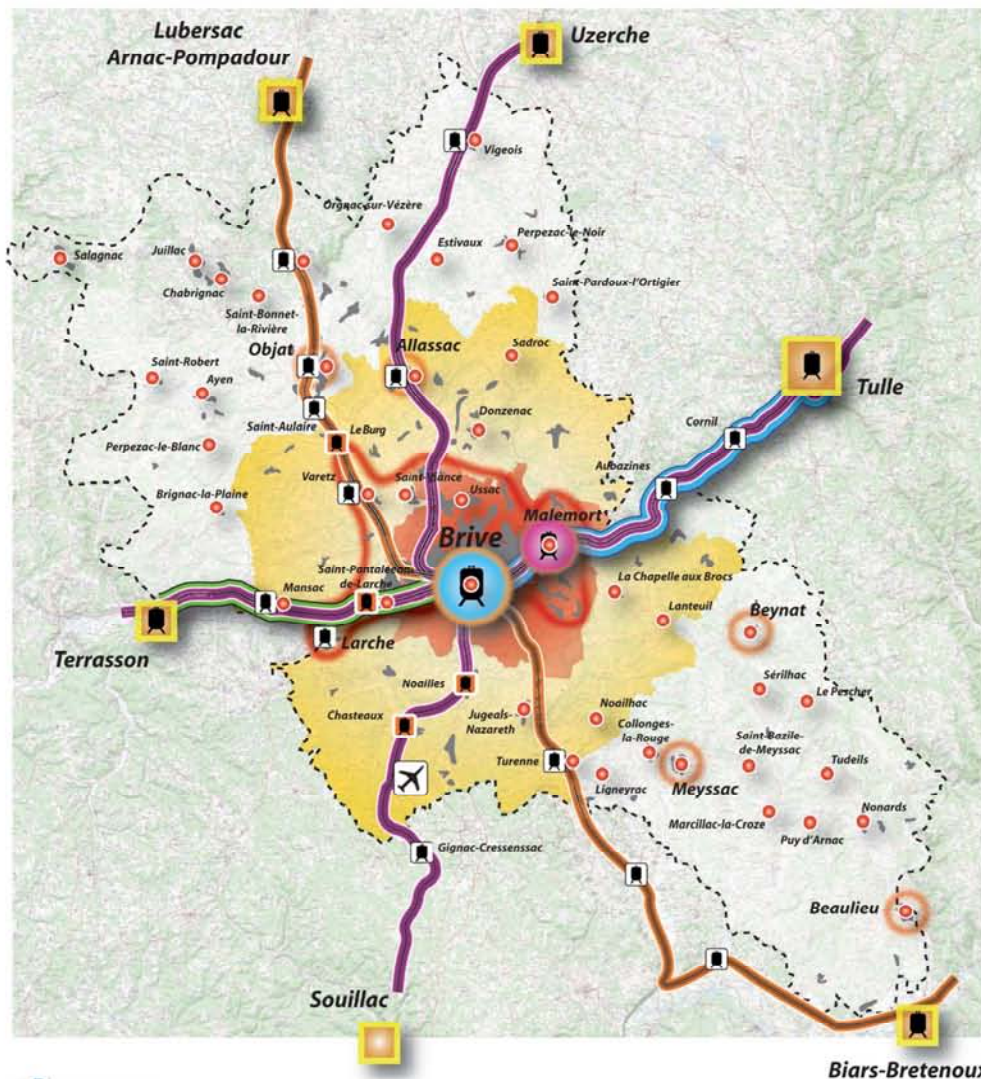 Lubersac
Arnac-Pompadour
Uzerche
Vigeois
Orgnac-sur-Vézère
Estivaux
Perpezac-le-Noir
Salagnac
Juillac
Chabrignac
Saint-Bonnet-
la-Rivière
Saint-Pardoux-l'Ortigier
Objat
Allassac
Sadroc
Saint-Robert
Ayen
Tulle
Saint-Aulaire
Le Burg
Donzenac
Cornil
Perpezac-le-Blanc
Varetz
Saint-Viance
Ussac
Aubazines
Brignac-la-Plaine
Malemort
Brive
Mansac
Saint-Pantaléon-
de-Larche
La Chapelle aux Brocs
Lanteuil
Beynat
Terrasson
Larche
Noailles
Sérilhac
Le Pescher
Chasteaux
Jugeals-
Nazareth
Noailhac
Collonges-
la-Rouge
Saint-Bazile-
de-Meyssac
Turenne
Ligneyrac
Meyssac
Tudeils
Marcillac-la-Croze
Puy d'Arnac
Nonards
Gignac-Cressenssac
Beaulieu
Souillac
Biars-Bretenoux